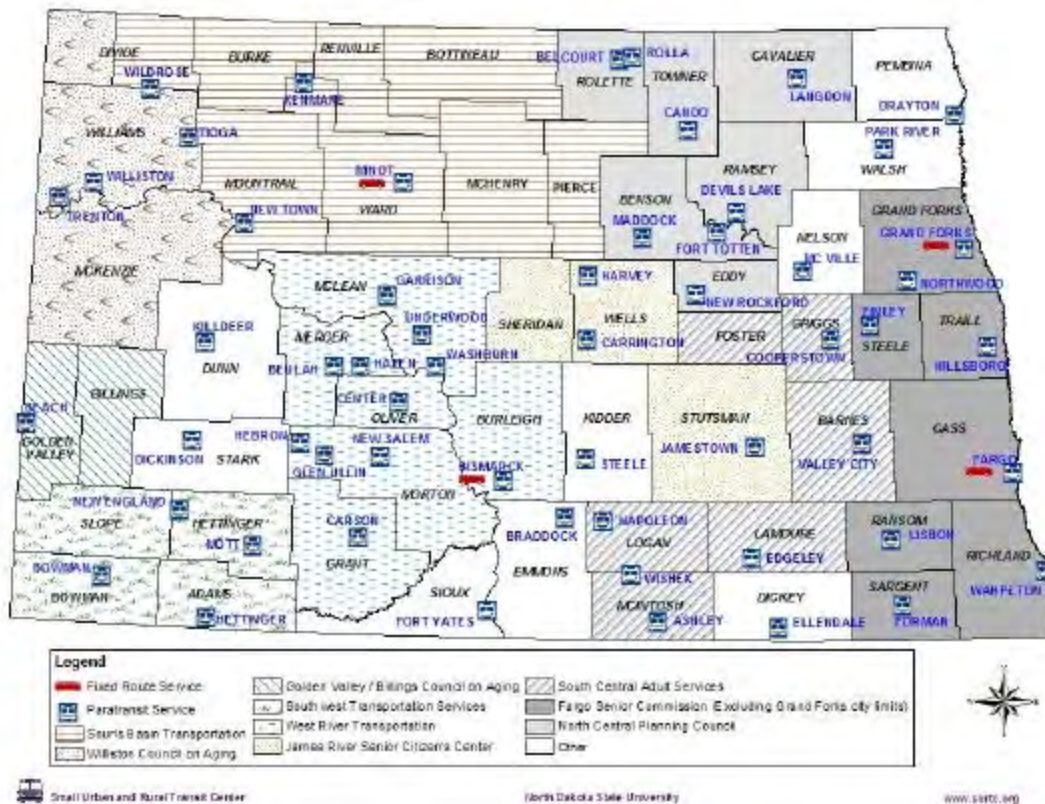 DIVIDE
BURKE
RENVILLE
BOTTINEAU
BELCOURT
ROLLA
ROLETTE
TOWNER
CAVALIER
LANGDON
PEMBINA
DRAYTON
WILDROSE
KENMARE
CANDO
PARK RIVER
WALSH
WILLIAMS
TIOGA
WILLISTON
TRENTON
MOUNTRAIL
NEW TOWN
MINOT
WARD
MCHENRY
PIERCE
BENSON
MADDOCK
RAMSEY
DEVILS LAKE
FORT TOTTEN
NELSON
MC VILLE
GRAND FORKS
GRAND FORKS
NORTHWOOD
MCKENZIE
KILLDEER
DUNN
MCLEAN
GARRISON
UNDERWOOD
MERCER
BEULAH
HAZEN
WASHBURN
SHERIDAN
HARVEY
WELLS
CARRINGTON
EDDY
NEW ROCKFORD
FOSTER
GRIGGS
COOPERSTOWN
FINLEY
STEELE
TRAILL
HILLSBORO
BILLINGS
BEACH
GOLDEN
VALLEY
CENTER
OLIVER
HEBRON
DICKINSON
STARK
GLEN ULLIN
NEW SALEM
MORTON
BISMARCK
BURLEIGH
KIDDER
STEELE
STUTSMAN
JAMESTOWN
BARNES
VALLEY CITY
CASS
FARGO
NEW ENGLAND
SLOPE
HETTINGER
MOTT
CARSON
GRANT
BRADDOCK
NAPOLEON
LOGAN
LAMOURE
EDGELEY
RANSOM
LISBON
RICHLAND
WAHPETON
BOWMAN
BOWMAN
ADAMS
HETTINGER
SIOUX
FORT YATES
EMMONS
WISHEK
MCINTOSH
ASHLEY
DICKEY
ELLENDALE
SARGENT
FORMAN
Legend
Fixed Route Service
Paratransit Service
Souris Basin Transportation
Williston Council on Aging
Golden Valley / Billings Council on Aging
Southwest Transportation Services
West River Transportation
James River Senior Citizens Center
South Central Adult Services
Fargo Senior Commission (Excluding Grand Forks city limits)
North Central Planning Council
Other
Small Urban and Rural Transit Center
North Dakota State University
www.surtc.org